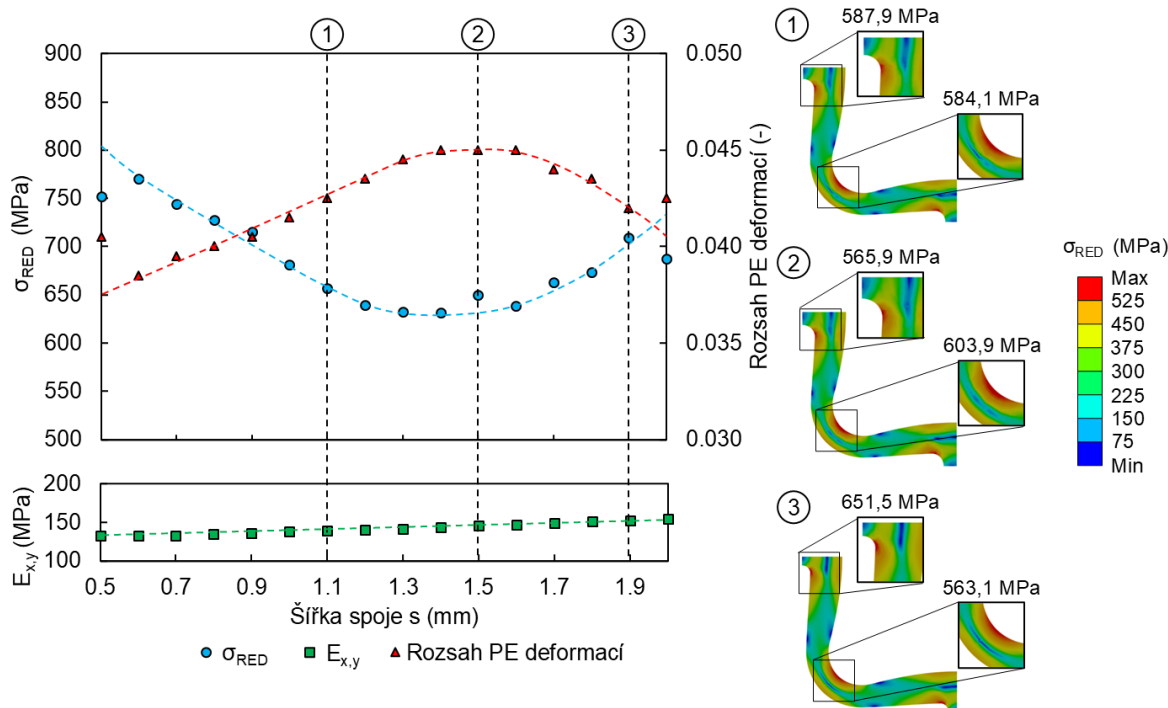 1 2 3
900
850
800
750
700
650
600
550
500
σRED (MPa)
0.050
0.045
0.040
0.035
0.030
Rozsah PE deformací (-)
200
150
100
Ex,y (MPa)
0.5 0.7 0.9 1.1 1.3 1.5 1.7 1.9
Šířka spoje s (mm)
σRED Ex,y Rozsah PE deformací
1
587,9 MPa
584,1 MPa
2
565,9 MPa
603,9 MPa
3
651,5 MPa
563,1 MPa
σRED (MPa)
Max
525
450
375
300
225
150
75
Min